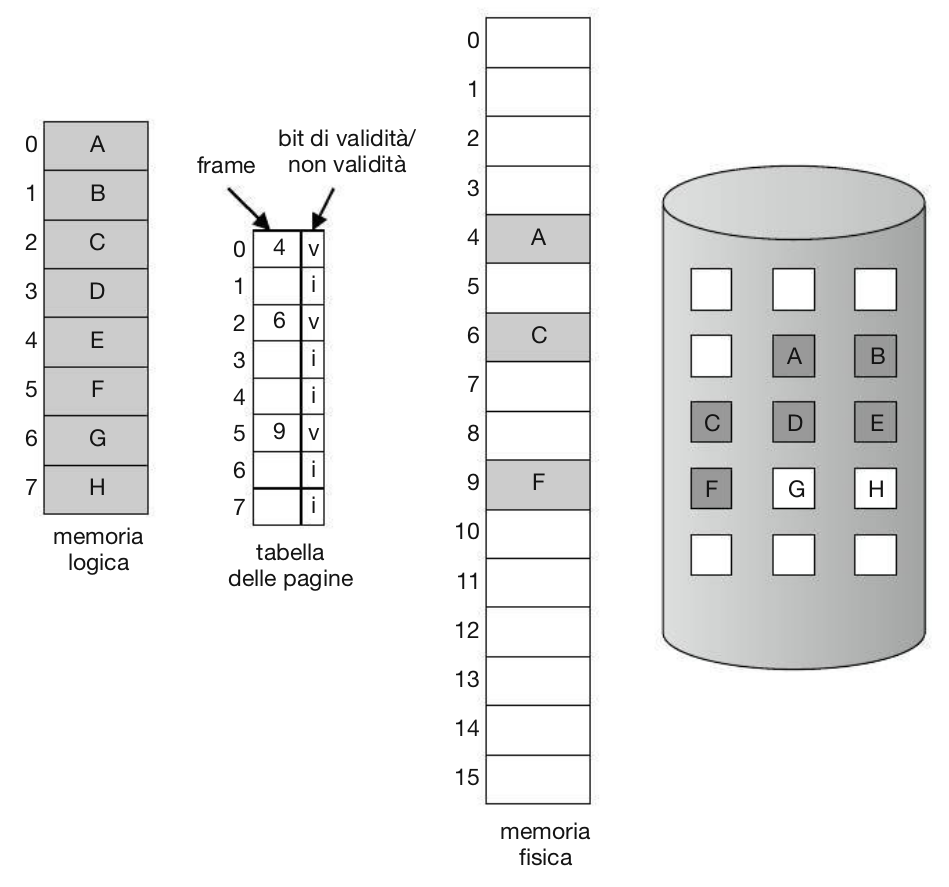 0 A
1 B
2 C
3 D
4 E
5 F
6 G
7 H
memoria
logica
frame
bit di validità/
non validità
0 4 v
1 i
2 6 v
3 i
4 i
5 9 v
6 i
7 i
tabella
delle pagine
0
1
2
3
4 A
5
6 C
7
8
9 F
10
11
12
13
14
15
memoria
fisica
A B
C D E
F G H